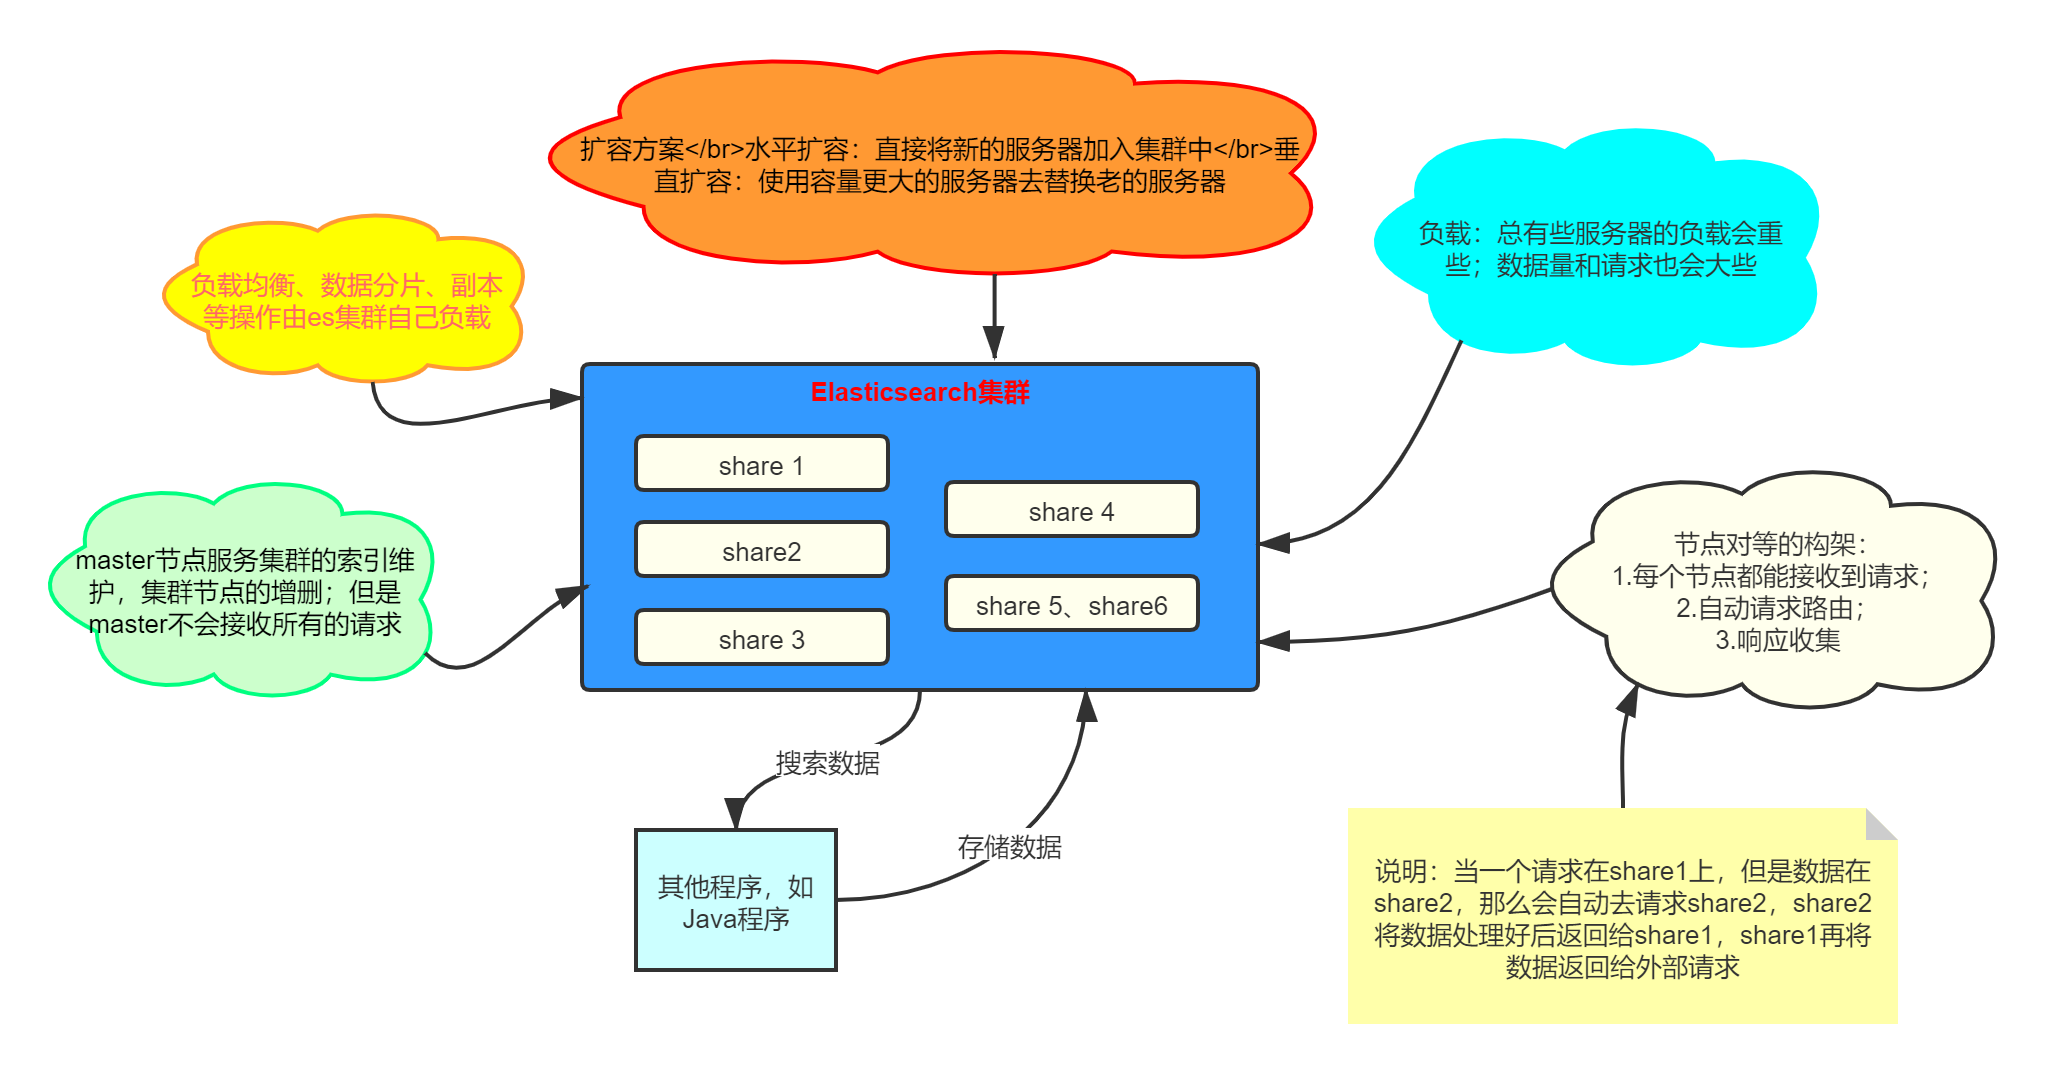 扩容方案</br>水平扩容：直接将新的服务器加入集群中</br>垂
直扩容：使用容量更大的服务器去替换老的服务器
负载：总有些服务器的负载会重
些；数据量和请求也会大些
负载均衡、数据分片、副本
等操作由es集群自己负载
Elasticsearch集群
share 1
share2
share 3
share 4
share 5、share6
master节点服务集群的索引维
护，集群节点的增删；但是
master不会接收所有的请求
节点对等的构架：
1.每个节点都能接收到请求；
2.自动请求路由；
3.响应收集
搜索数据
存储数据
其他程序，如
Java程序
说明：当一个请求在share1上，但是数据在
share2，那么会自动去请求share2，share2
将数据处理好后返回给share1，share1再将
数据返回给外部请求